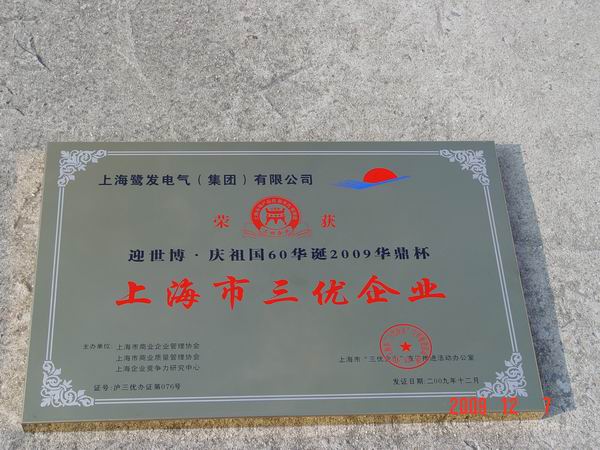 上海鹭发电气（集团）有限公司
荣 获
迎世博·庆祖国60华诞2009华鼎杯
上海市三优企业
主办单位：上海市商业企业管理协会
上海市商业质量管理协会
上海企业竞争力研究中心
证号：沪三优办证第076号
上海市“三优企业”推进活动办公室
发证日期：二00九年十二月
2009 12 7